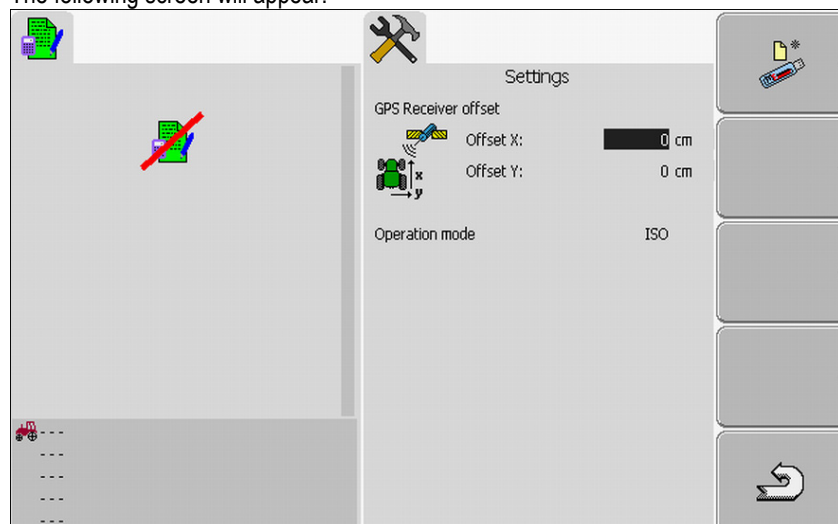 The following screen will appear:
Settings
GPS Receiver offset
Offset X: 0 cm
x
Offset Y: 0 cm
y
Operation mode ISO
---
---
---
---
---